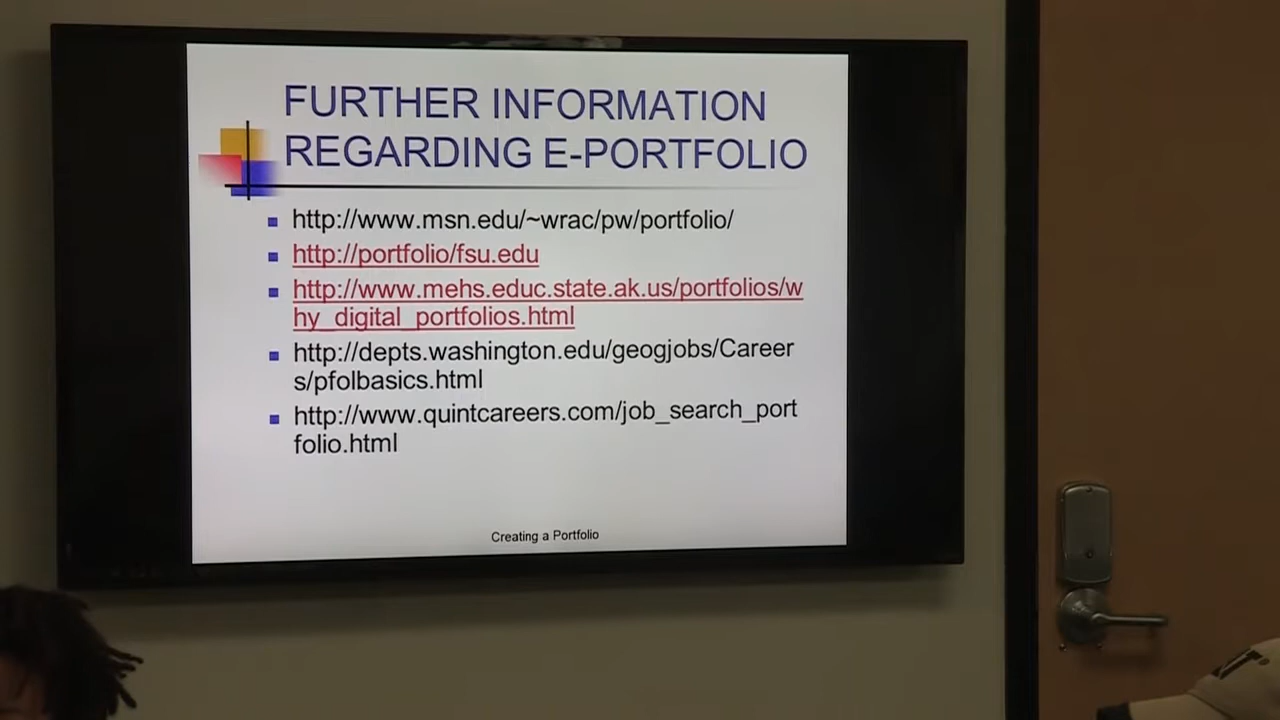 FURTHER INFORMATION
REGARDING E-PORTFOLIO
http://www.msn.edu/~wrac/pw/portfolio/
http://portfolio/fsu.edu
http://www.mehs.educ.state.ak.us/portfolios/w
hy_digital_portfolios.html
http://depts.washington.edu/geogjobs/Career
s/pfolbasics.html
http://www.quintcareers.com/job_search_port
folio.html
Creating a Portfolio